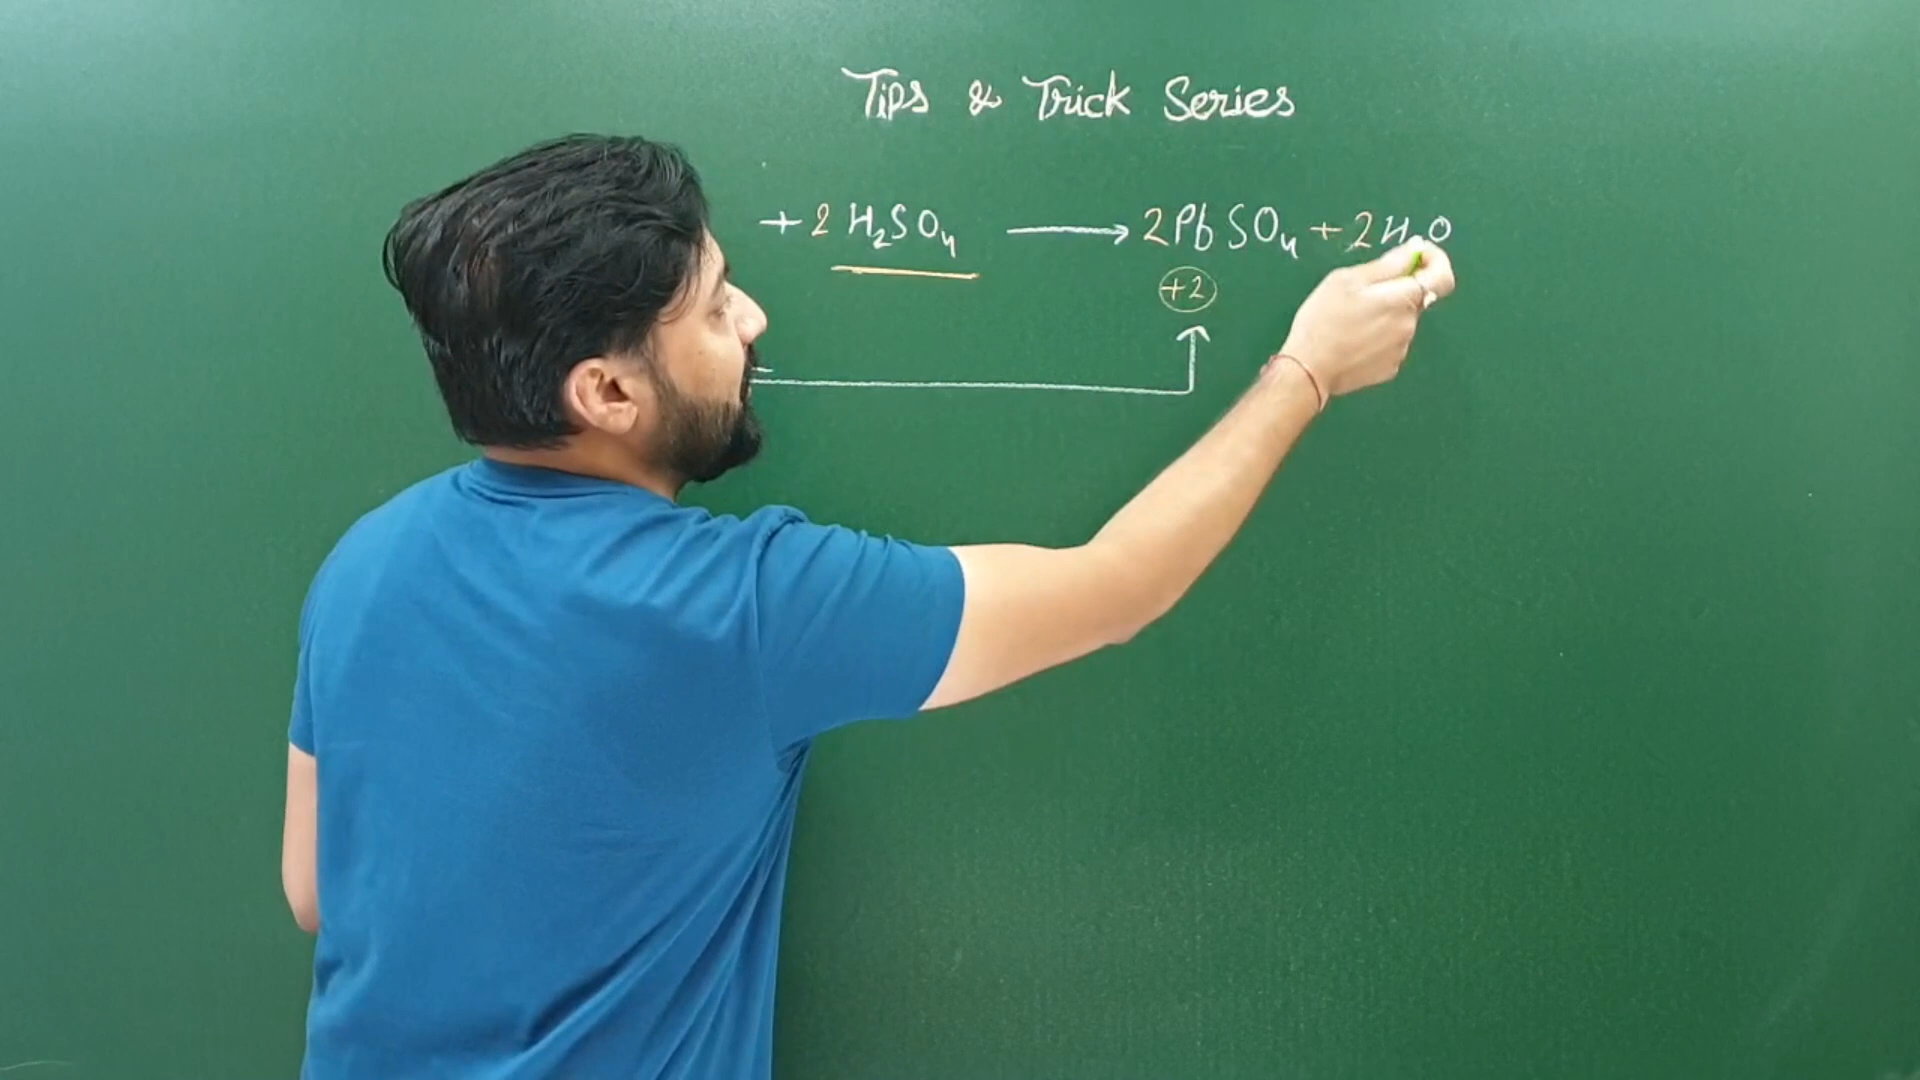 Tips & Trick Series
+ 2 H₂SO₄ ⟶ 2PbSO₄ + 2H₂O
+2